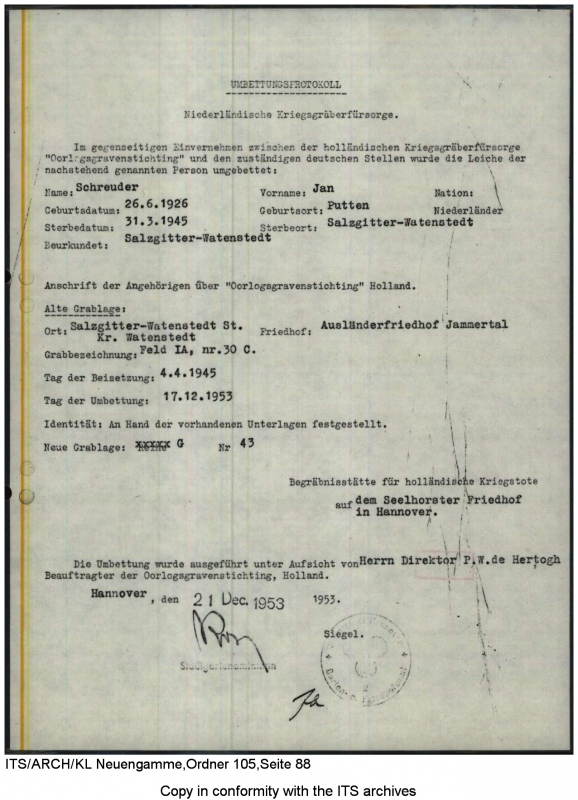 UMBETTUNGSPROTOKOLL
Niederländische Kriegsgräberfürsorge.
Im gegenseitigen Einvernehmen zwischen der holländischen Kriegsgräberfürsorge
"Oorlogsgravenstichting" und den zuständigen deutschen Stellen wurde die Leiche der
nachstehend genannten Person umgebettet:
Name: Schreuder Vorname: Jan Nation:
Geburtsdatum: 26.6.1926 Geburtsort: Putten Niederländer
Sterbedatum: 31.3.1945 Sterbeort: Salzgitter-Watenstedt
Beurkundet: Salzgitter-Watenstedt
Anschrift der Angehörigen über "Oorlogsgravenstichting" Holland.
Alte Grablage:
Ort: Salzgitter-Watenstedt St. Friedhof: Ausländerfriedhof Jammertal
Kr. Watenstedt
Grabbezeichnung: Feld IA, nr.30 C.
Tag der Beisetzung: 4.4.1945
Tag der Umbettung: 17.12.1953
Identität: An Hand der vorhandenen Unterlagen festgestellt.
Neue Grablage: G Nr 43
Begräbnisstätte für holländische Kriegstote
auf dem Seelhorster Friedhof
in Hannover.
Die Umbettung wurde ausgeführt unter Aufsicht von Herrn Direktor P.W.de Hertogh
Beauftragter der Oorlogsgravenstichting, Holland.
Hannover, den 21 Dec. 1953 1953.
Siegel.
ITS/ARCH/KL Neuengamme,Ordner 105,Seite 88
Copy in conformity with the ITS archives